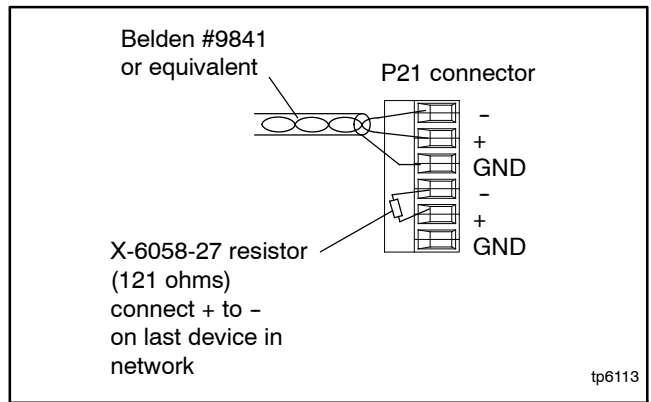 Belden #9841
or equivalent
P21 connector
-
+
GND
-
+
GND
X-6058-27 resistor
(121 ohms)
connect + to -
on last device in
network
tp6113